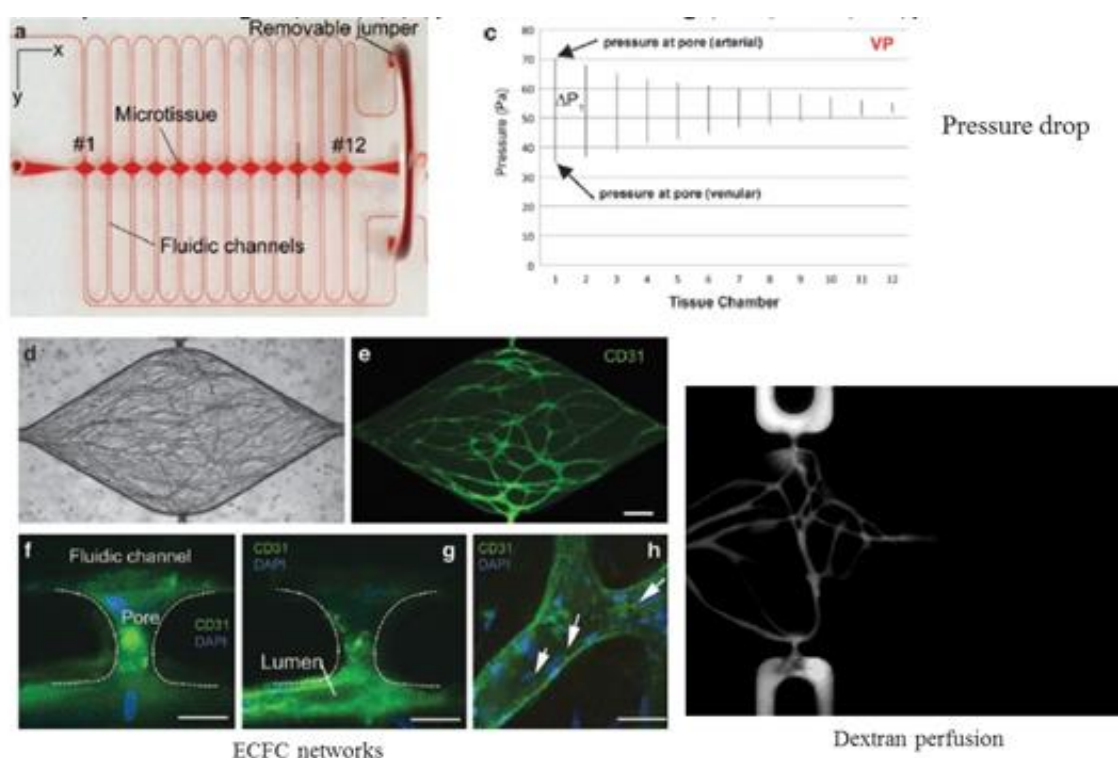 a
Removable jumper
x
y
Microtissue
#1
#12
Fluidic channels
c
80
70
60
50
40
30
20
10
0
Pressure (Pa)
pressure at pore (arterial)
VP
ΔP₁
pressure at pore (venular)
1 2 3 4 5 6 7 8 9 10 11 12
Tissue Chamber
Pressure drop
d
e
CD31
f
Fluidic channel
Pore
CD31
DAPI
CD31
DAPI
g
Lumen
CD31
DAPI
h
ECFC networks
Dextran perfusion